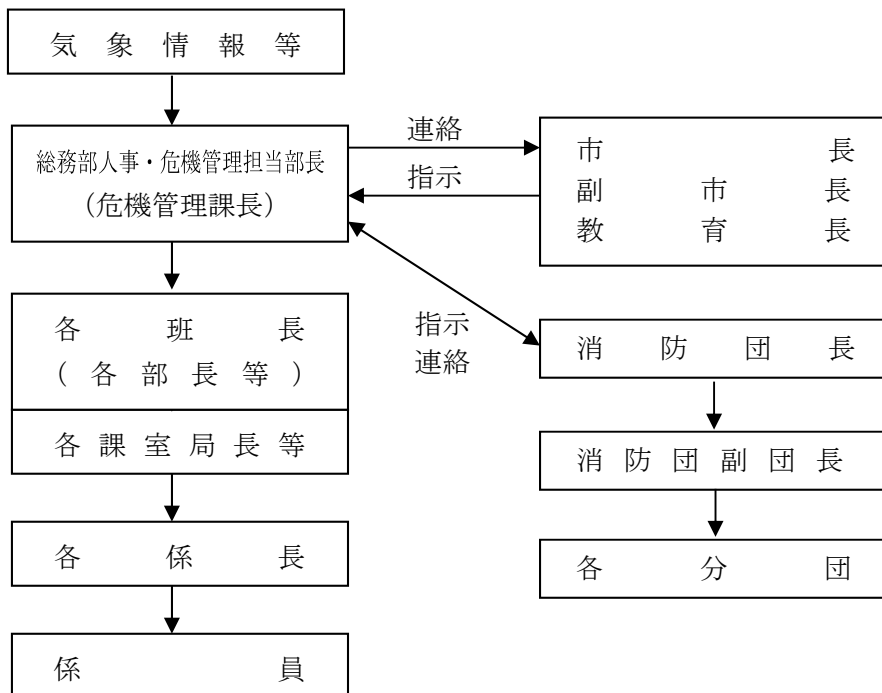 気象情報等
総務部人事・危機管理担当部長
（危機管理課長）
連絡
指示
市長
副市長
教育長
各班長
（各部長等）
各課室局長等
指示
連絡
消防団長
消防団副団長
各分団
各係長
係員